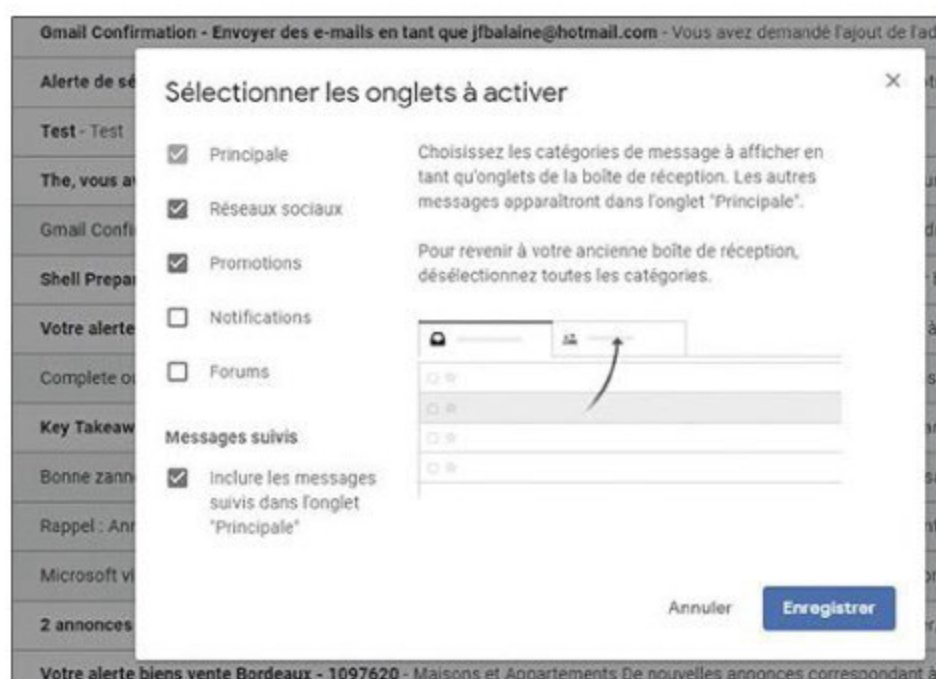 Gmail Confirmation - Envoyer des e-mails en tant que jfbalaine@hotmail.com - Vous avez demandé l'ajout de l'ad
Alerte de sé
Sélectionner les onglets à activer
Test - Test
Principale
Choisissez les catégories de message à afficher en
tant qu'onglets de la boîte de réception. Les autres
messages apparaîtront dans l'onglet "Principale".
The, vous a
Réseaux sociaux
Gmail Confi
Pour revenir à votre ancienne boîte de réception,
désélectionnez toutes les catégories.
Promotions
Shell Prepa
Notifications
Votre alerte
Forums
Complete o
Key Takeaw
Messages suivis
Bonne zann
Inclure les messages
suivis dans l'onglet
"Principale"
Rappel : Ann
Microsoft vi
Annuler
Enregistrer
2 annonces
Votre alerte biens vente Bordeaux - 1097620 - Maisons et Appartements De nouvelles annonces correspondant à